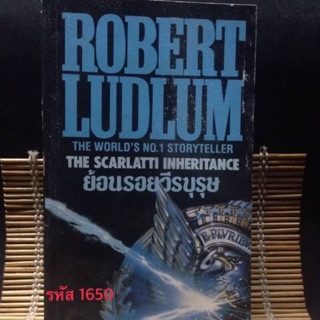 ROBERT
LUDLUM
THE WORLD'S NO.1 STORYTELLER
THE SCARLATTI INHERITANCE
ย้อนรอยวีรบุรุษ
E PLURIBU
รหัส 1650